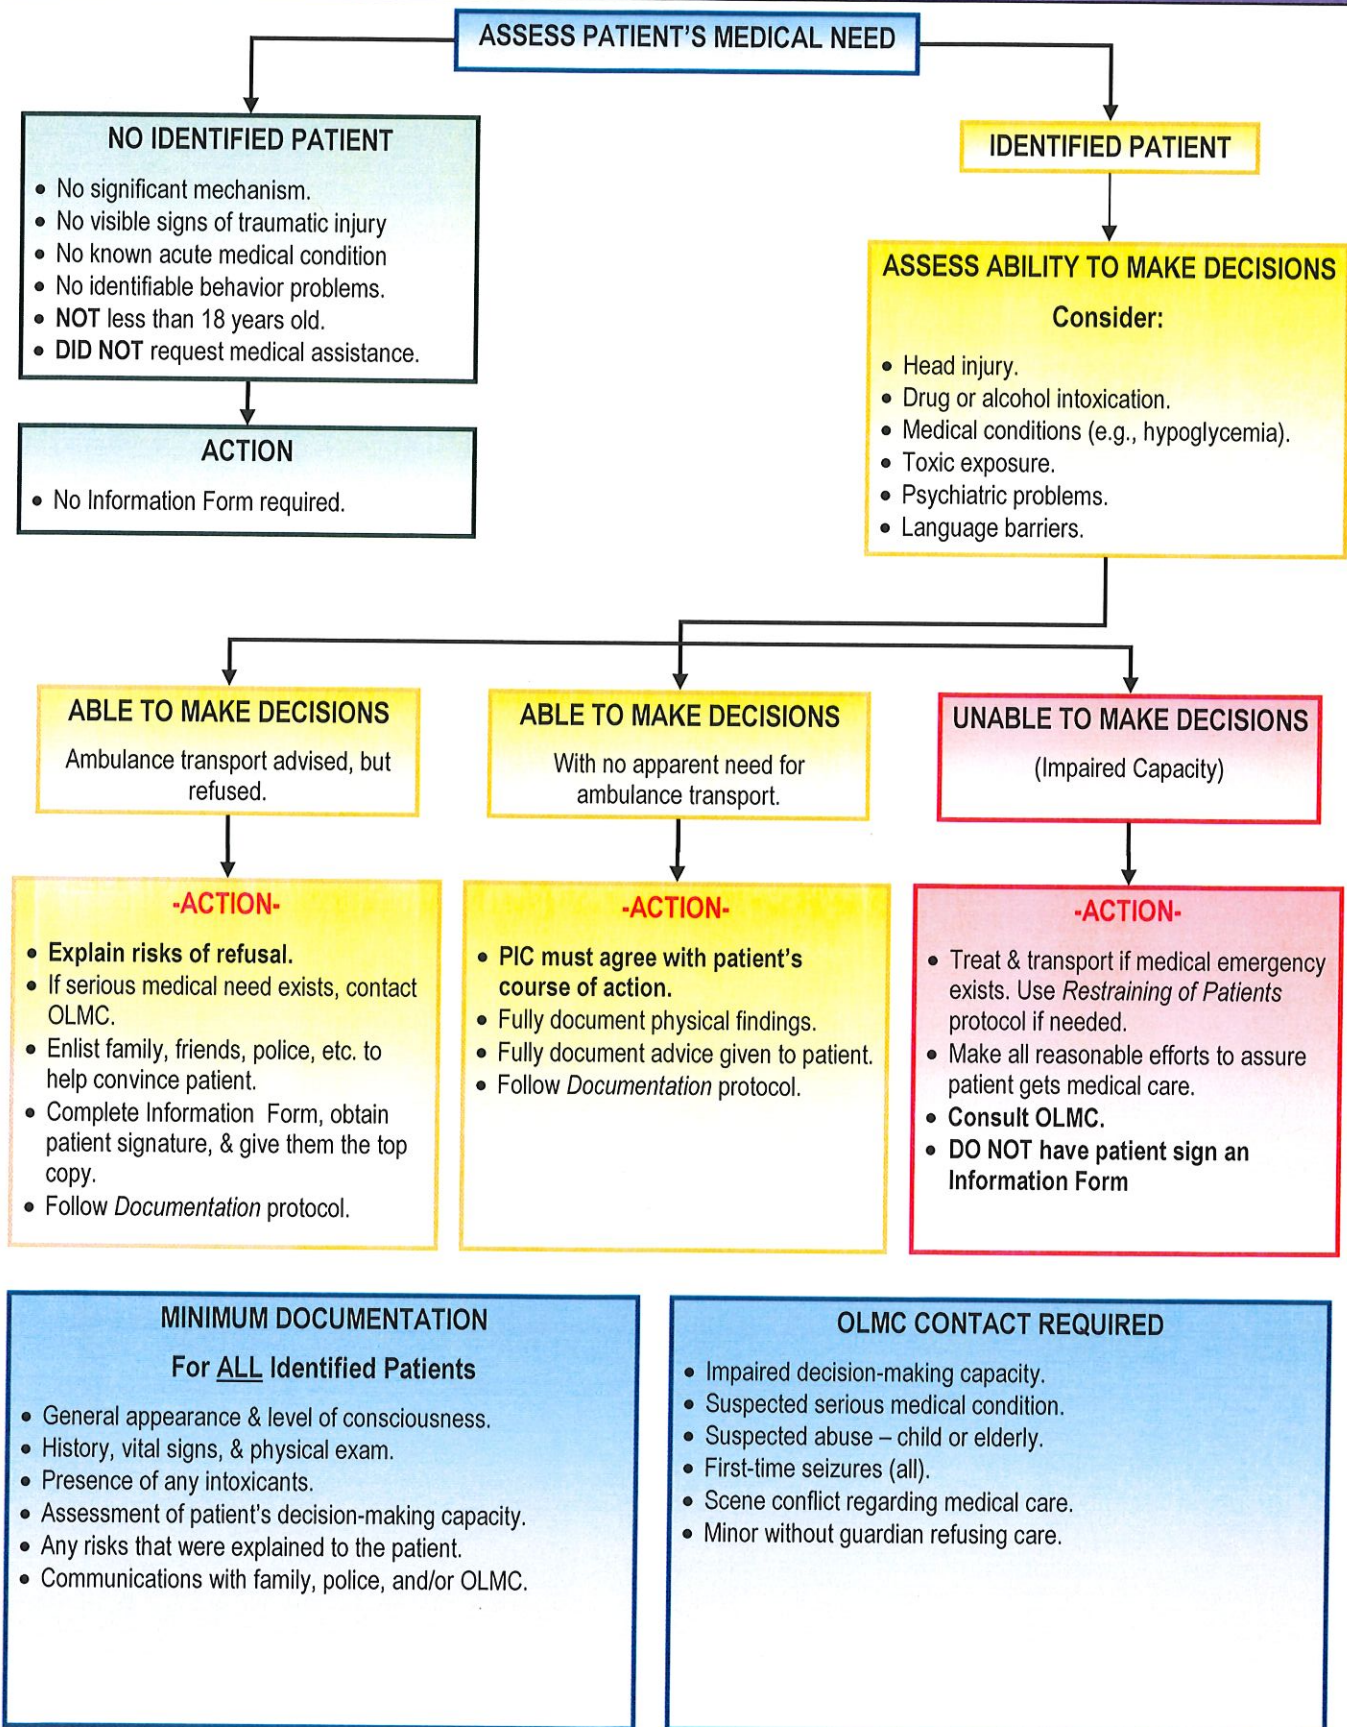 ASSESS PATIENT'S MEDICAL NEED
NO IDENTIFIED PATIENT
• No significant mechanism.
• No visible signs of traumatic injury
• No known acute medical condition
• No identifiable behavior problems.
• NOT less than 18 years old.
• DID NOT request medical assistance.
ACTION
• No Information Form required.
IDENTIFIED PATIENT
ASSESS ABILITY TO MAKE DECISIONS
Consider:
• Head injury.
• Drug or alcohol intoxication.
• Medical conditions (e.g., hypoglycemia).
• Toxic exposure.
• Psychiatric problems.
• Language barriers.
ABLE TO MAKE DECISIONS
Ambulance transport advised, but
refused.
-ACTION-
• Explain risks of refusal.
• If serious medical need exists, contact
OLMC.
• Enlist family, friends, police, etc. to
help convince patient.
• Complete Information Form, obtain
patient signature, & give them the top
copy.
• Follow Documentation protocol.
ABLE TO MAKE DECISIONS
With no apparent need for
ambulance transport.
-ACTION-
• PIC must agree with patient's
course of action.
• Fully document physical findings.
• Fully document advice given to patient.
• Follow Documentation protocol.
UNABLE TO MAKE DECISIONS
(Impaired Capacity)
-ACTION-
• Treat & transport if medical emergency
exists. Use Restraining of Patients
protocol if needed.
• Make all reasonable efforts to assure
patient gets medical care.
• Consult OLMC.
• DO NOT have patient sign an
Information Form
MINIMUM DOCUMENTATION
For ALL Identified Patients
• General appearance & level of consciousness.
• History, vital signs, & physical exam.
• Presence of any intoxicants.
• Assessment of patient's decision-making capacity.
• Any risks that were explained to the patient.
• Communications with family, police, and/or OLMC.
OLMC CONTACT REQUIRED
• Impaired decision-making capacity.
• Suspected serious medical condition.
• Suspected abuse – child or elderly.
• First-time seizures (all).
• Scene conflict regarding medical care.
• Minor without guardian refusing care.